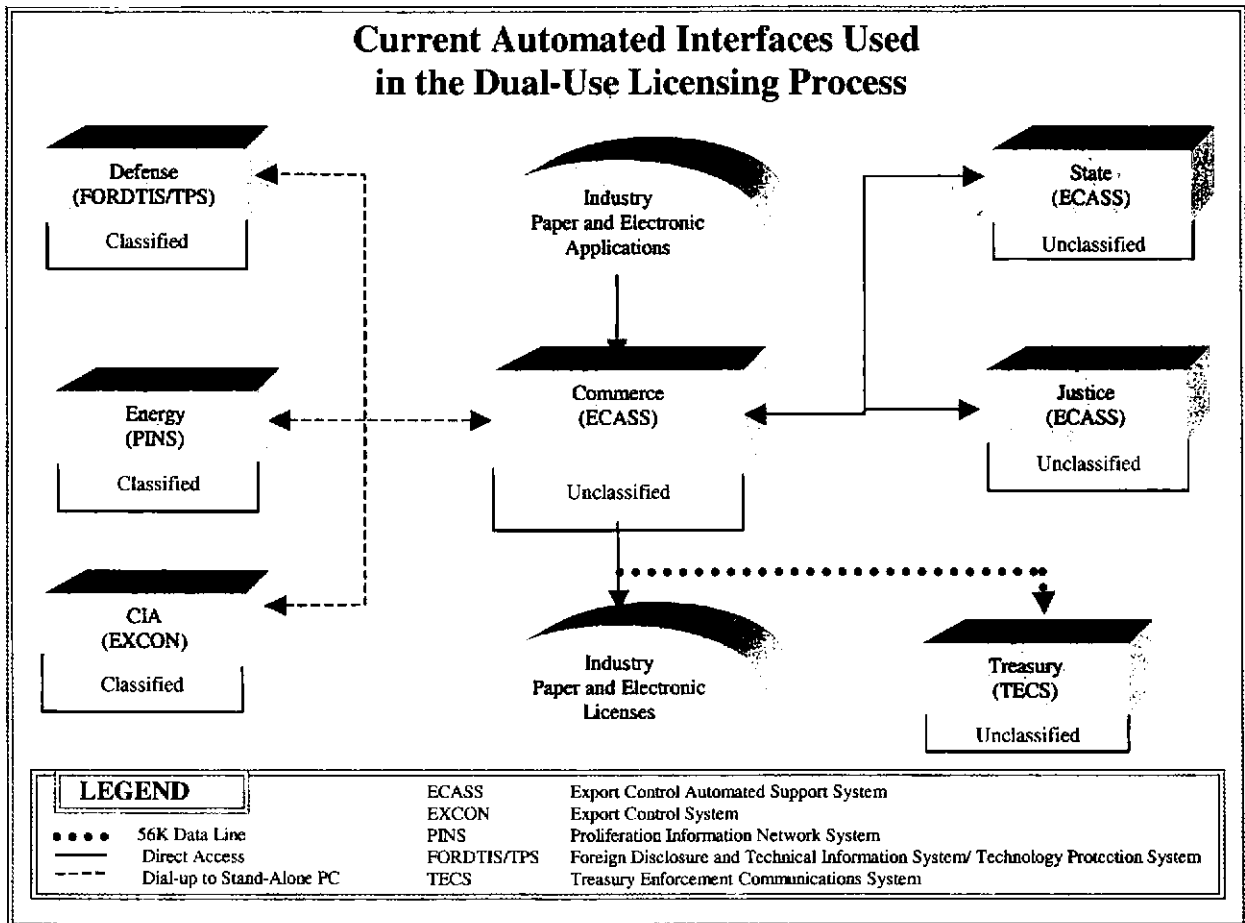 Current Automated Interfaces Used
in the Dual-Use Licensing Process
Defense
(FORDTIS/TPS)
Classified
Industry
Paper and Electronic
Applications
State
(ECASS)
Unclassified
Energy
(PINS)
Classified
Commerce
(ECASS)
Unclassified
Justice
(ECASS)
Unclassified
CIA
(EXCON)
Classified
Industry
Paper and Electronic
Licenses
Treasury
(TECS)
Unclassified
LEGEND
56K Data Line
Direct Access
Dial-up to Stand-Alone PC
ECASS Export Control Automated Support System
EXCON Export Control System
PINS Proliferation Information Network System
FORDTIS/TPS Foreign Disclosure and Technical Information System/ Technology Protection System
TECS Treasury Enforcement Communications System